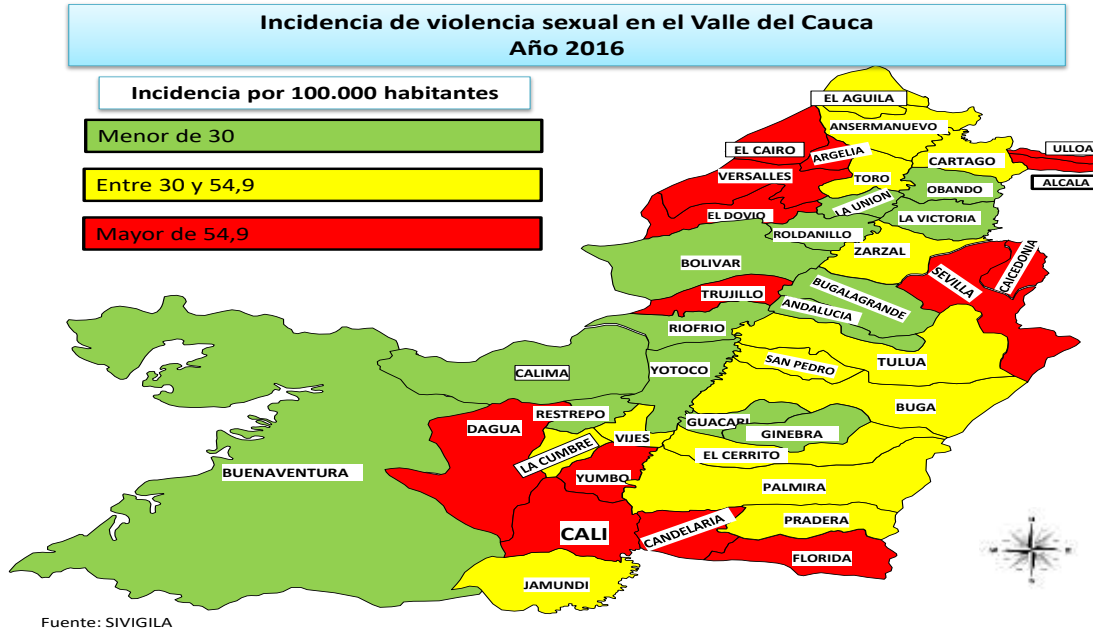 Incidencia de violencia sexual en el Valle del Cauca
Año 2016
Incidencia por 100.000 habitantes
Menor de 30
Entre 30 y 54,9
Mayor de 54,9
EL AGUILA
ANSERMANUEVO
EL CAIRO
ARGELIA
CARTAGO
ULLOA
VERSALLES
TORO
OBANDO
ALCALA
LA UNION
EL DOVIO
LA VICTORIA
ROLDANILLO
ZARZAL
BOLIVAR
SEVILLA
CAICEDONIA
TRUJILLO
BUGALAGRANDE
ANDALUCIA
RIOFRIO
CALIMA
YOTOCO
SAN PEDRO
TULUA
RESTREPO
BUGA
DAGUA
GUACARI
GINEBRA
VIJES
LA CUMBRE
EL CERRITO
BUENAVENTURA
YUMBO
PALMIRA
CALI
CANDELARIA
PRADERA
FLORIDA
JAMUNDI
Fuente: SIVIGILA